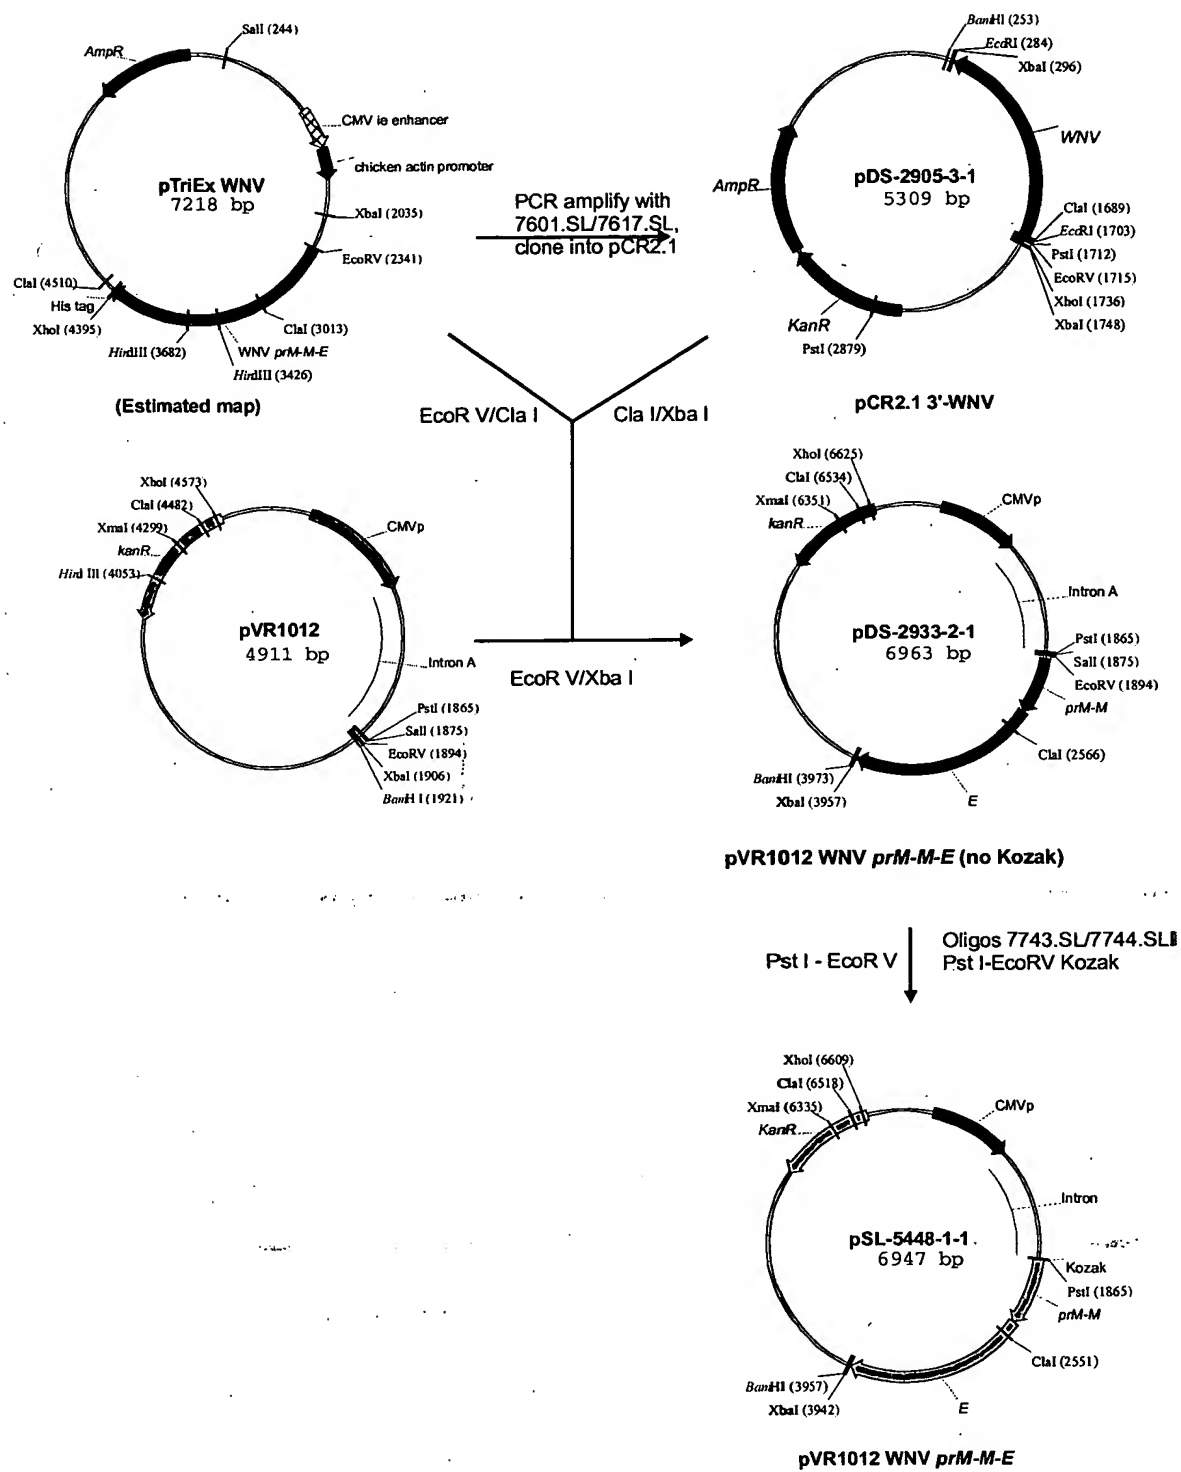 SalI (244)
AmpR
CMV ie enhancer
chicken actin promoter
pTriEx WNV
7218 bp
XbaI (2035)
EcoRV (2341)
ClaI (4510)
His tag
XhoI (4395)
ClaI (3013)
HindIII (3682)
WNV prM-M-E
HindIII (3426)
(Estimated map)
PCR amplify with
7601.SL/7617.SL,
clone into pCR2.1
BamHI (253)
EcoRI (284)
XbaI (296)
WNV
pDS-2905-3-1
5309 bp
AmpR
ClaI (1689)
EcoRI (1703)
PstI (1712)
EcoRV (1715)
XhoI (1736)
XbaI (1748)
KanR
PstI (2879)
pCR2.1 3'-WNV
EcoR V/Cla I
Cla I/Xba I
XhoI (4573)
ClaI (4482)
XmaI (4299)
kanR
Hind III (4053)
CMVp
pVR1012
4911 bp
Intron A
PstI (1865)
SalI (1875)
EcoRV (1894)
XbaI (1906)
BamH I (1921)
EcoR V/Xba I
XhoI (6625)
ClaI (6534)
XmaI (6351)
kanR
CMVp
Intron A
pDS-2933-2-1
6963 bp
PstI (1865)
SalI (1875)
EcoRV (1894)
prM-M
ClaI (2566)
BamHI (3973)
XbaI (3957)
E
pVR1012 WNV prM-M-E (no Kozak)
Pst I - EcoR V
Oligos 7743.SL/7744.SL
Pst I-EcoRV Kozak
XhoI (6609)
ClaI (6518)
XmaI (6335)
KanR
CMVp
Intron
pSL-5448-1-1
6947 bp
Kozak
PstI (1865)
prM-M
ClaI (2551)
BamHI (3957)
XbaI (3942)
E
pVR1012 WNV prM-M-E